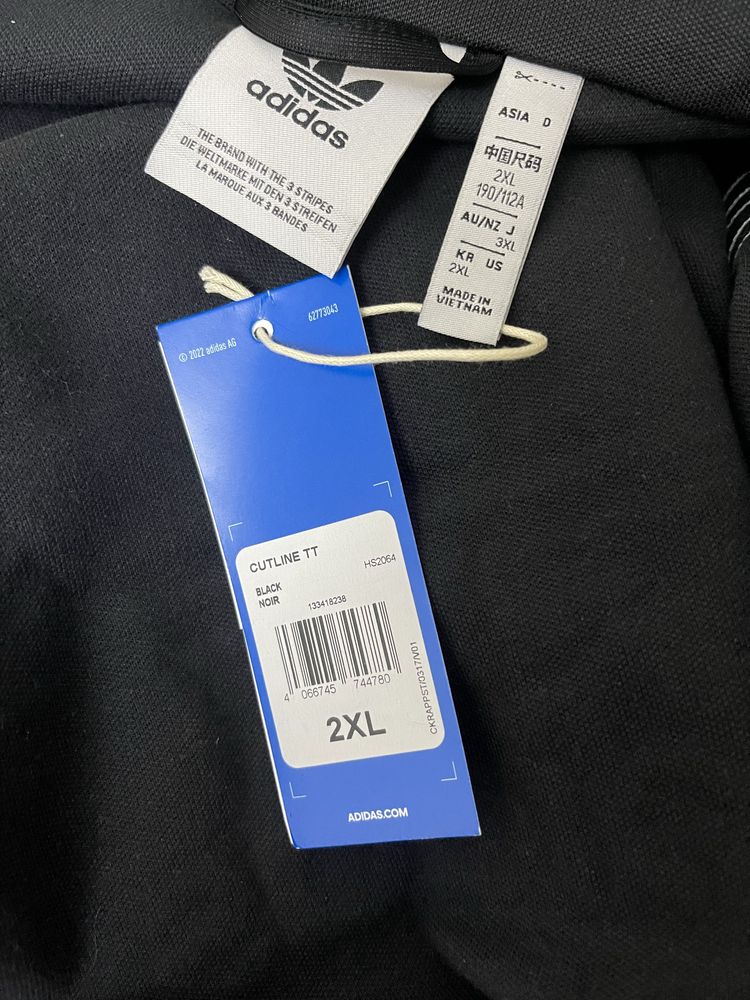 adidas
THE BRAND WITH THE 3 STRIPES
DIE WELTMARKE MIT DEN 3 STREIFEN
LA MARQUE AUX 3 BANDES
ASIA D
中国尺码
2XL
190/112A
AU/NZ J
3XL
KR US
2XL
MADE IN
VIETNAM
© 2022 adidas AG
62773043
CUTLINE TT
HS2064
BLACK
NOIR
133418238
4 066745 744780
2XL
CKRAPPST/0317/V01
ADIDAS.COM